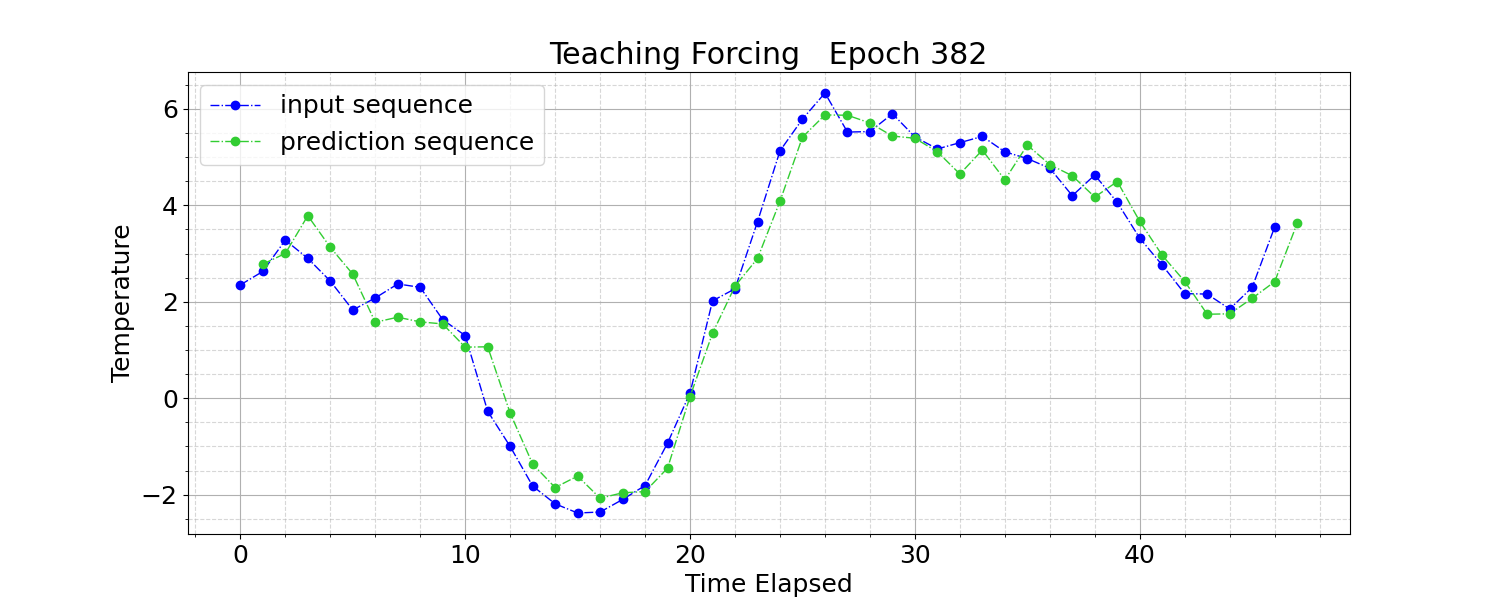 Teaching Forcing   Epoch 382
input sequence
prediction sequence
Temperature
6
4
2
0
−2
0 10 20 30 40
Time Elapsed